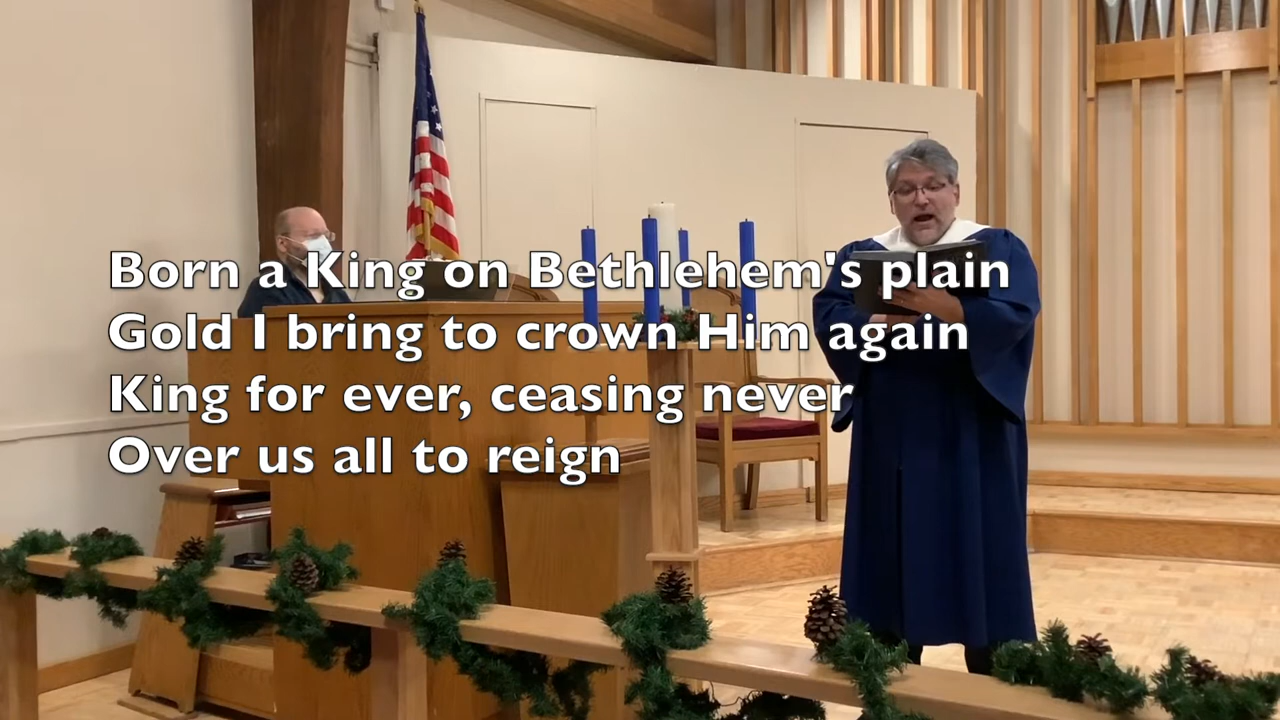 Born a King on Bethlehem's plain
Gold I bring to crown Him again
King for ever, ceasing never
Over us all to reign